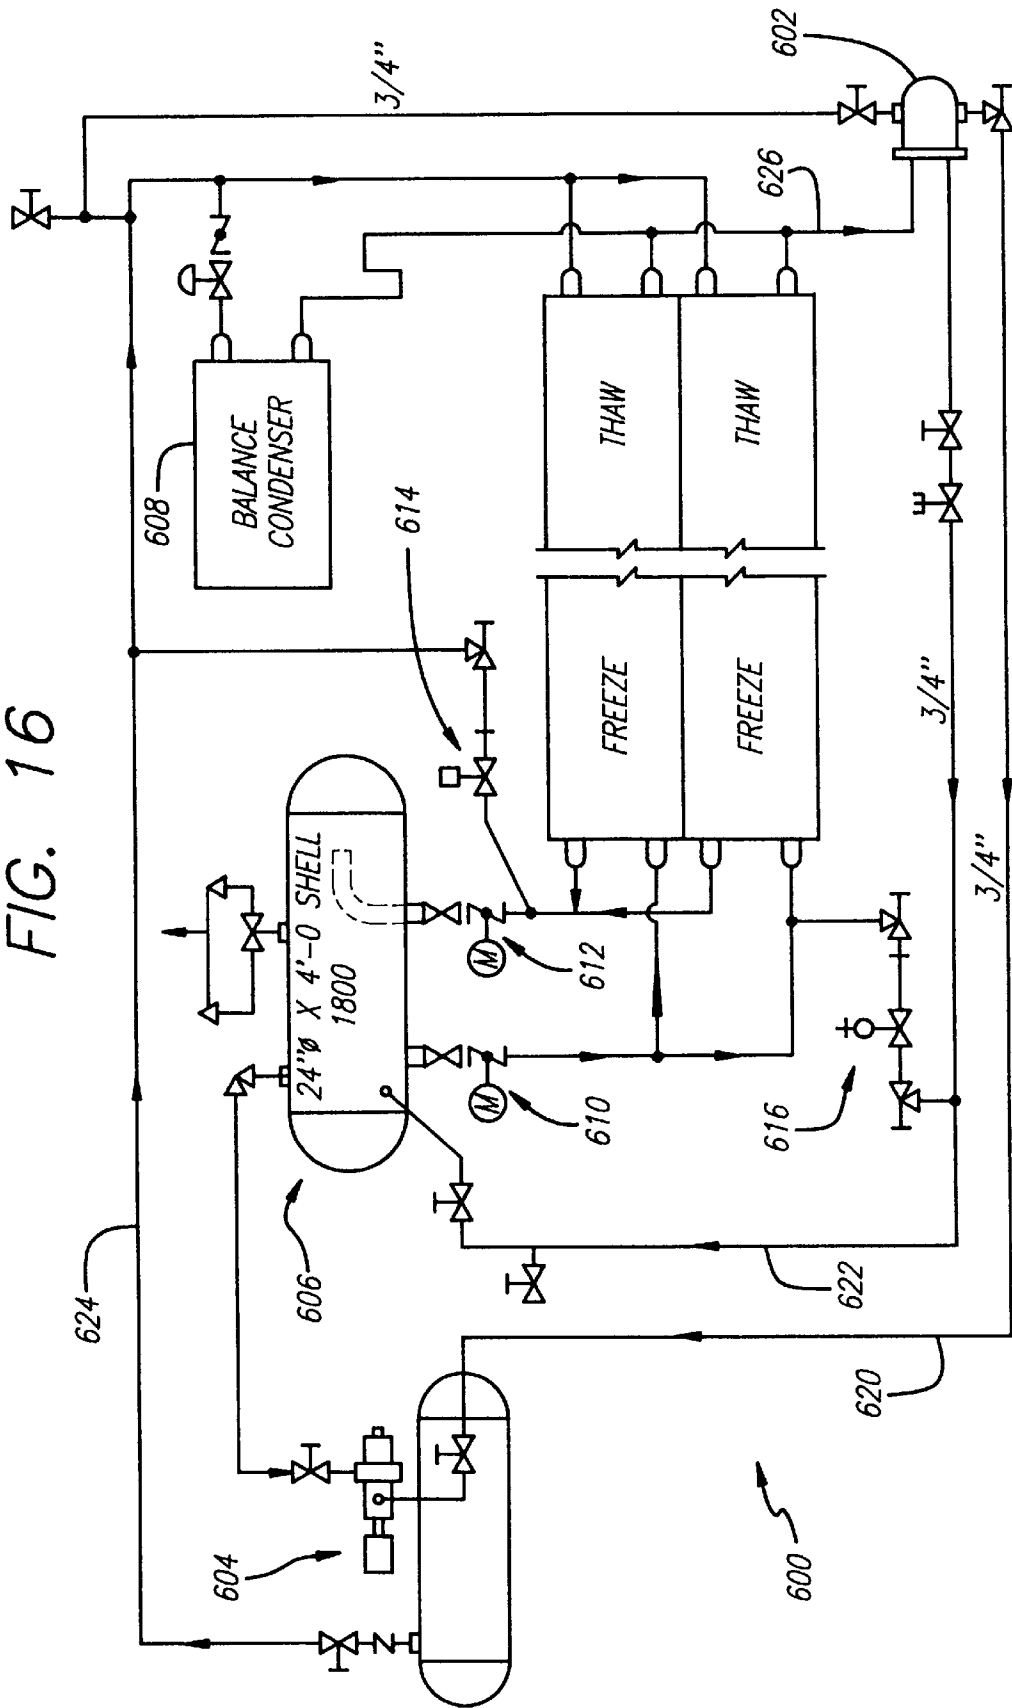 FIG. 16
624
606
24"ø X 4'-0 SHELL
1800
604
M
610
M
612
614
608
BALANCE
CONDENSER
3/4"
602
626
THAW
THAW
FREEZE
FREEZE
616
622
620
3/4"
3/4"
600